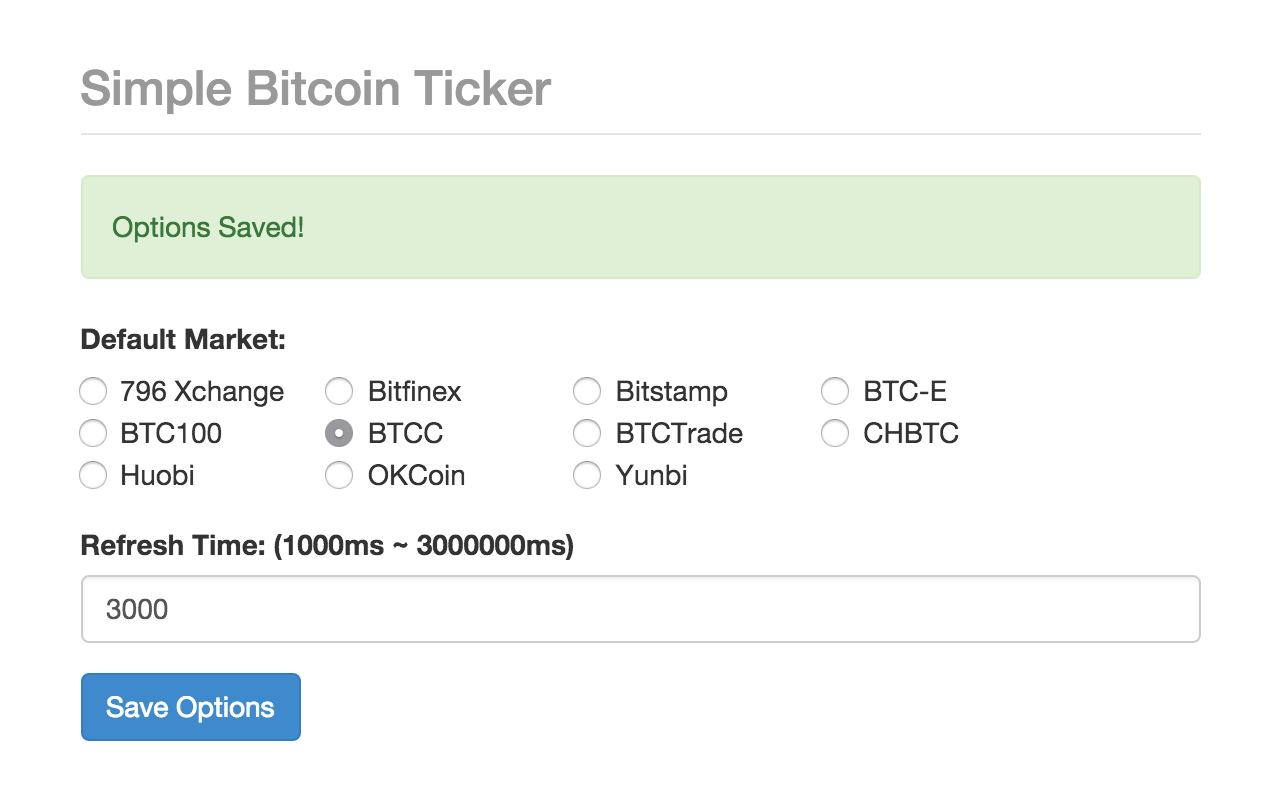 Simple Bitcoin Ticker
Options Saved!
Default Market:
796 Xchange Bitfinex Bitstamp BTC-E
BTC100 BTCC BTCTrade CHBTC
Huobi OKCoin Yunbi
Refresh Time: (1000ms ~ 3000000ms)
3000
Save Options